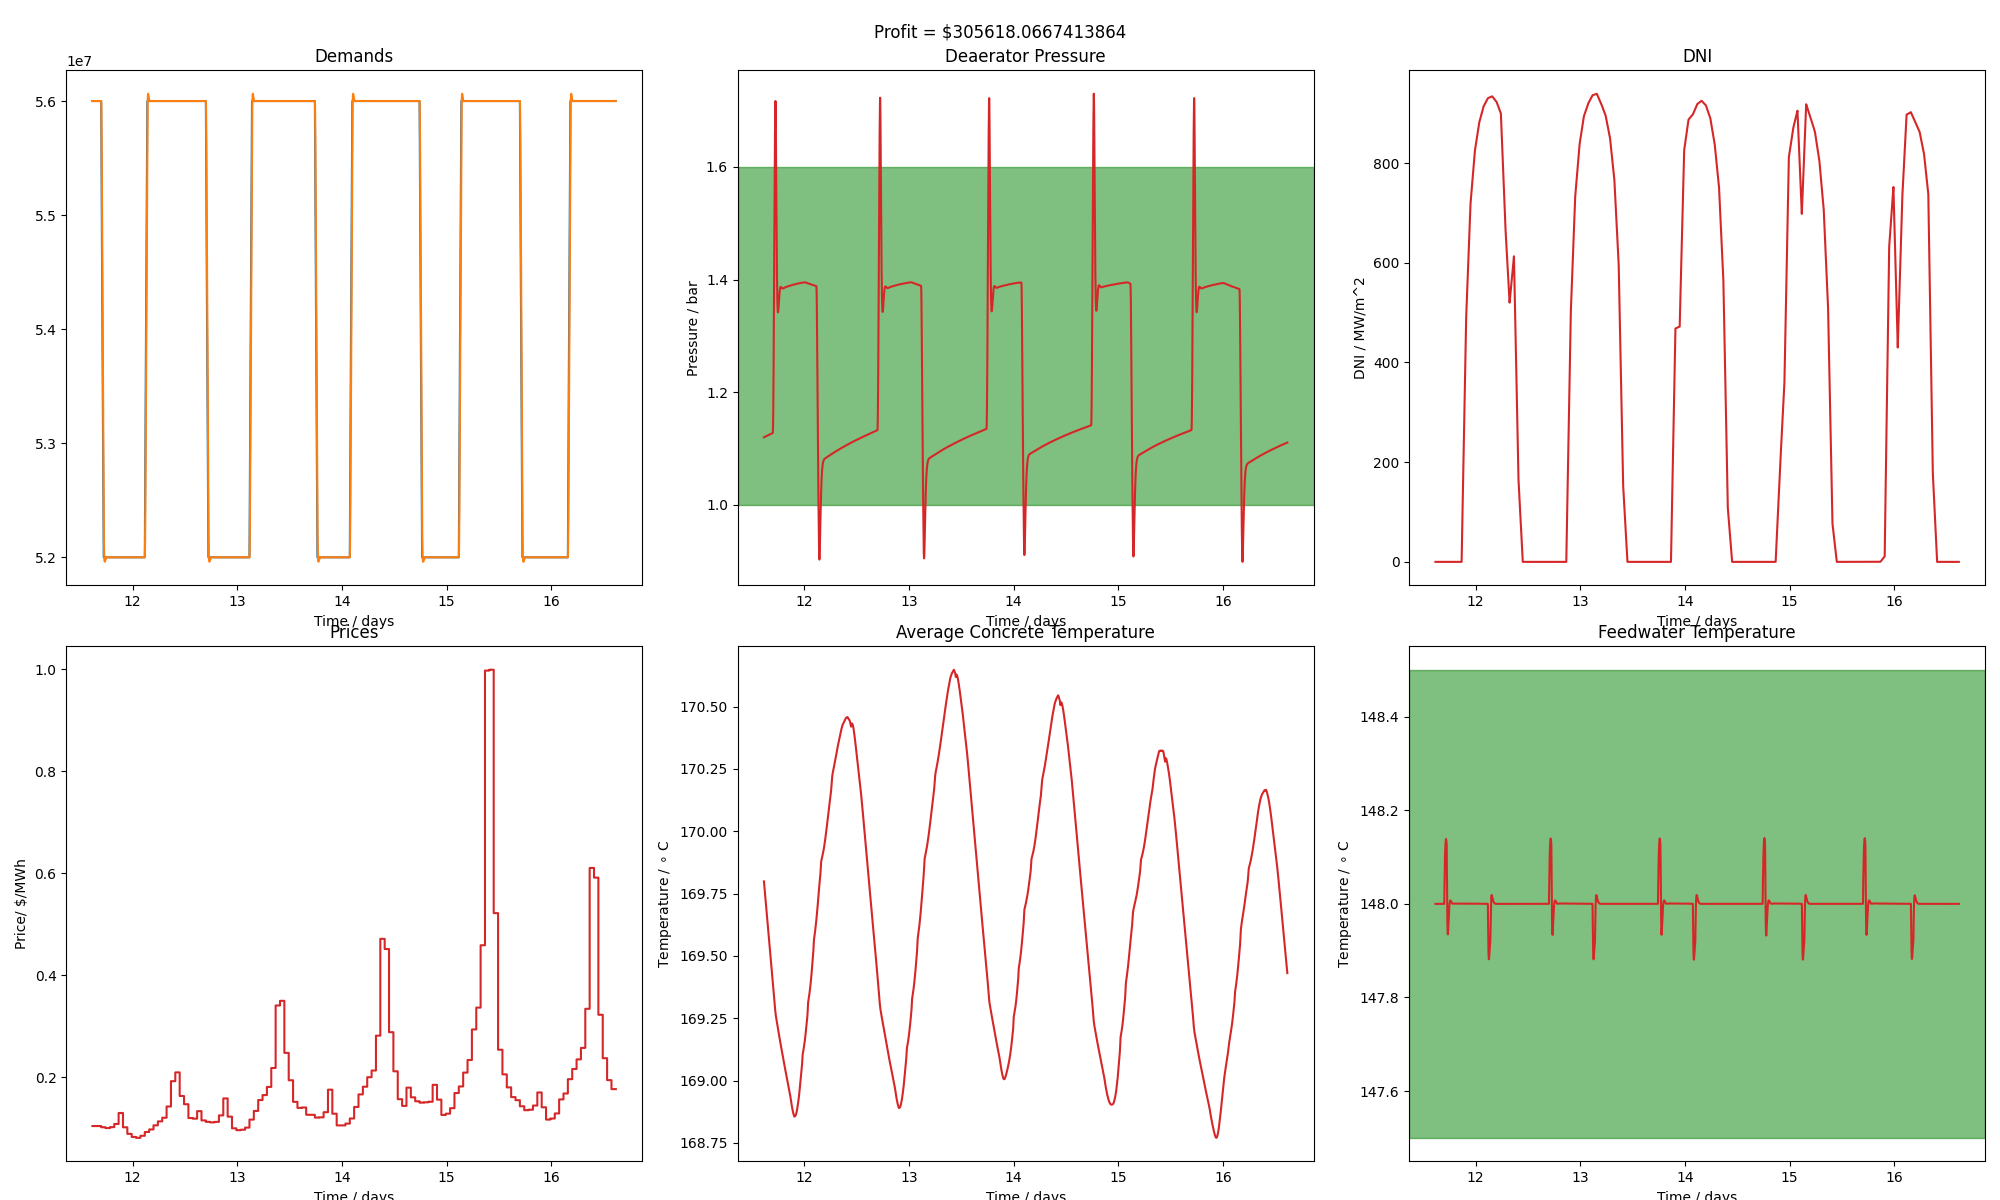 Profit = $305618.0667413864
Demands
1e7
5.6
5.5
5.4
5.3
5.2
12 13 14 15 16
Time / days
Deaerator Pressure
Pressure / bar
1.6
1.4
1.2
1.0
12 13 14 15 16
Time / days
DNI
DNI / MW/m^2
800
600
400
200
0
12 13 14 15 16
Time / days
Prices
Price/ $/MWh
1.0
0.8
0.6
0.4
0.2
12 13 14 15 16
Time / days
Average Concrete Temperature
Temperature / ∘ C
170.50
170.25
170.00
169.75
169.50
169.25
169.00
168.75
12 13 14 15 16
Time / days
Feedwater Temperature
Temperature / ∘ C
148.4
148.2
148.0
147.8
147.6
12 13 14 15 16
Time / days